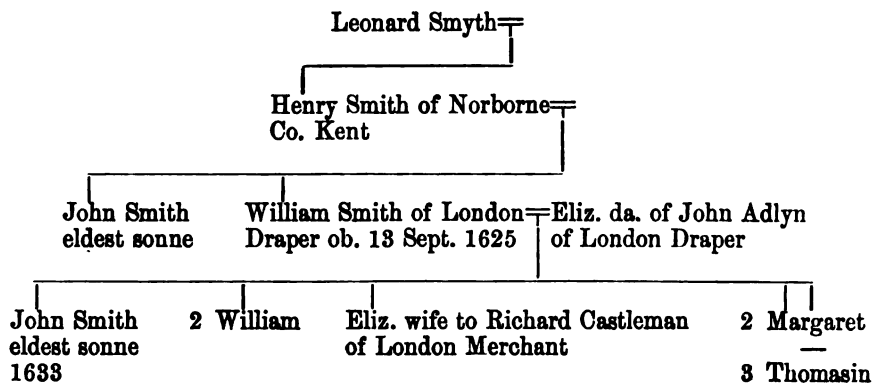 Leonard Smyth
Henry Smith of Norborne
Co. Kent
John Smith
eldest sonne
William Smith of London
Draper ob. 13 Sept. 1625
Eliz. da. of John Adlyn
of London Draper
John Smith
eldest sonne
1633
2 William
Eliz. wife to Richard Castleman
of London Merchant
2 Margaret
—
3 Thomasin